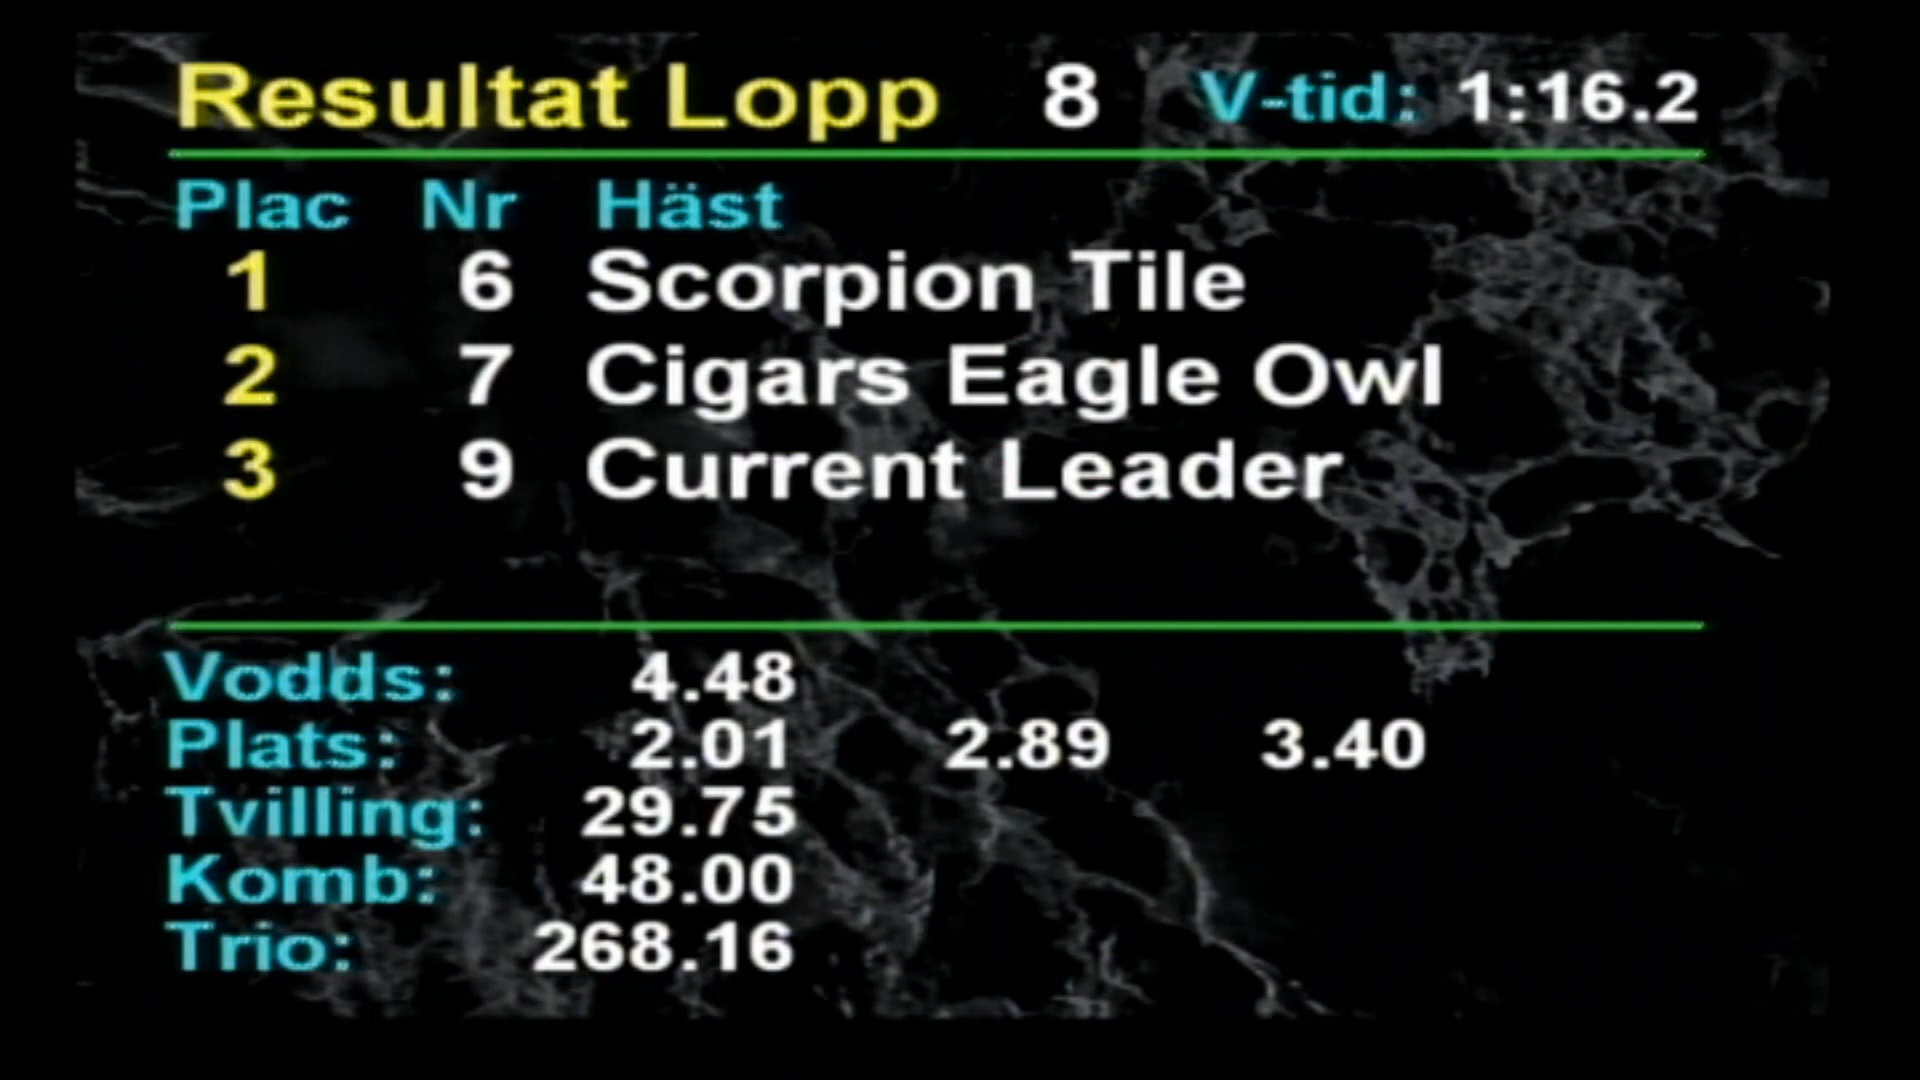 Resultat Lopp 8 V-tid: 1:16.2
Plac Nr Häst
1 6 Scorpion Tile
2 7 Cigars Eagle Owl
3 9 Current Leader
Vodds: 4.48
Plats: 2.01 2.89 3.40
Tvilling: 29.75
Komb: 48.00
Trio: 268.16